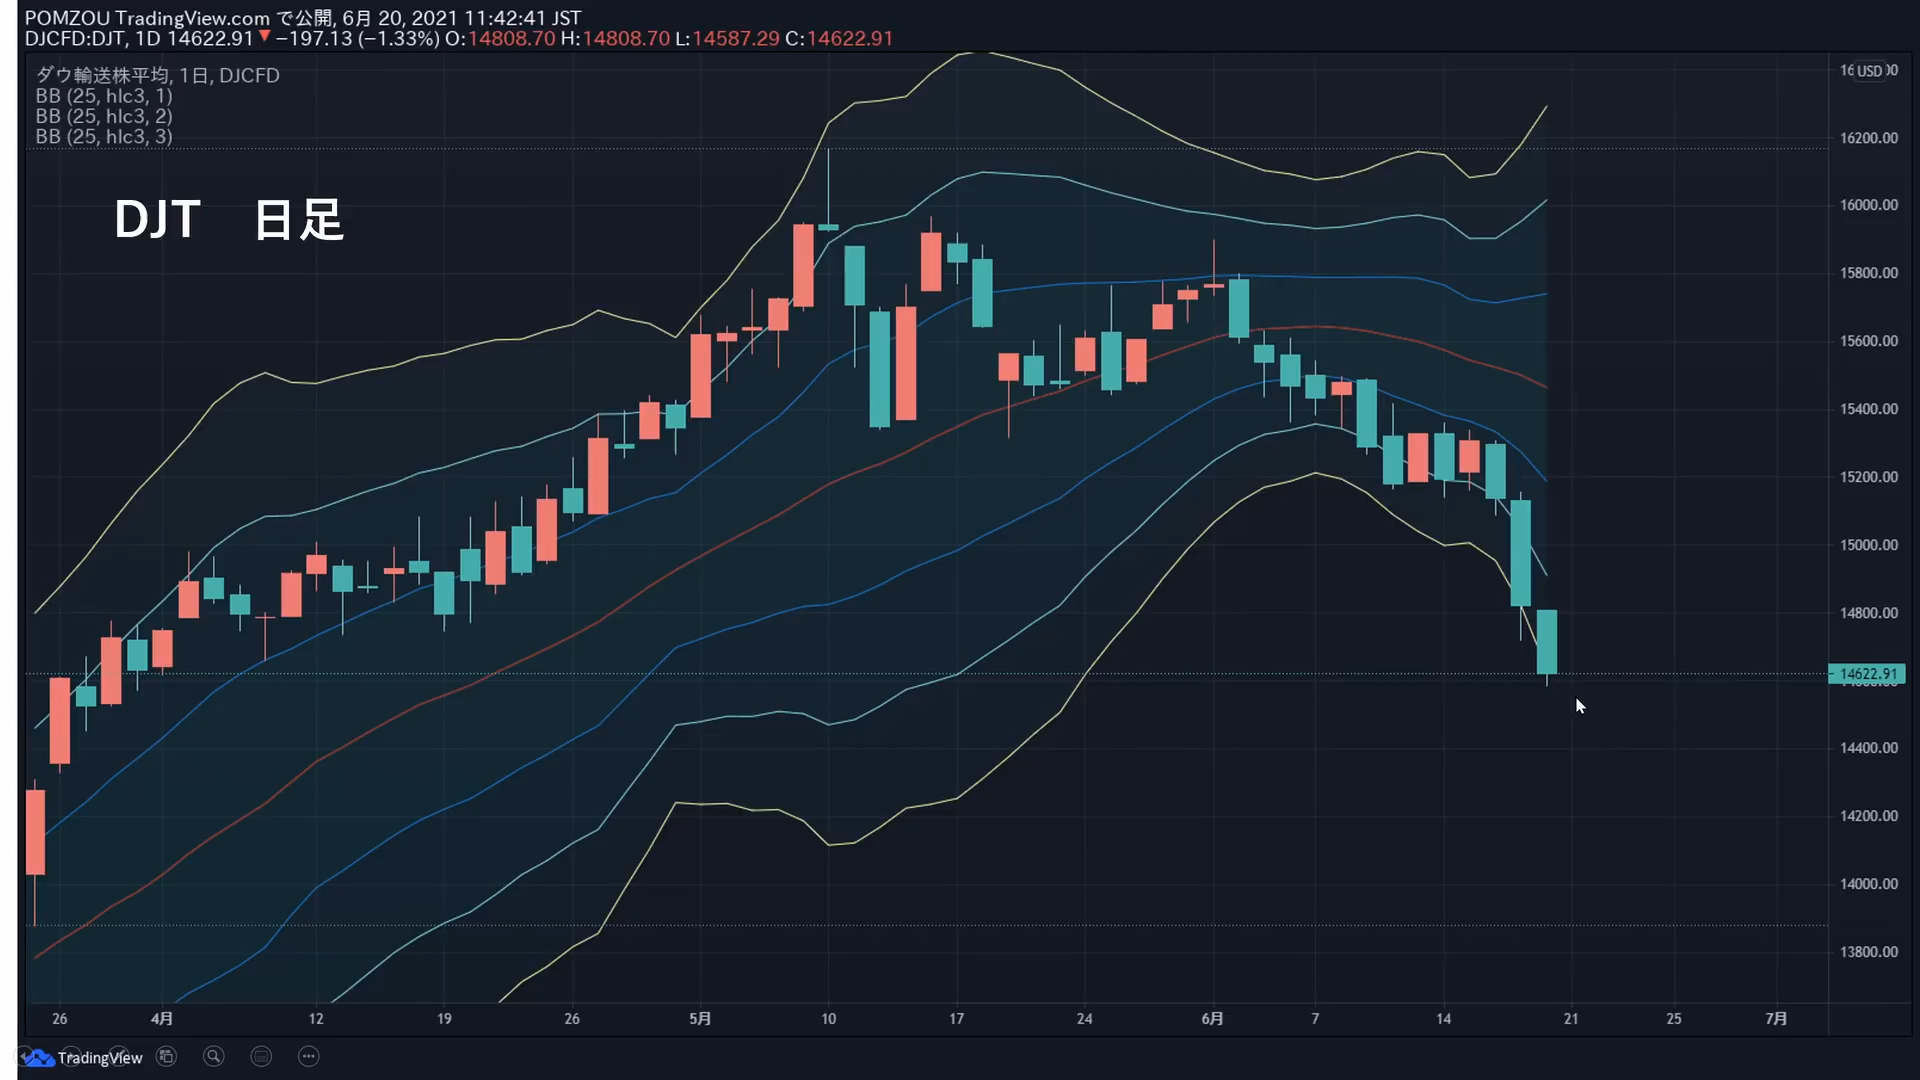 POMZOU TradingView.com で公開, 6月 20, 2021 11:42:41 JST
DJCFD:DJT, 1D 14622.91▼ −197.13 (−1.33%) O:14808.70 H:14808.70 L:14587.29 C:14622.91
ダウ輸送株平均, 1日, DJCFD
BB (25, hlc3, 1)
BB (25, hlc3, 2)
BB (25, hlc3, 3)
DJT 日足
USD
16200.00
16000.00
15800.00
15600.00
15400.00
15200.00
15000.00
14800.00
14622.91
14400.00
14200.00
14000.00
13800.00
26 4月 12 19 26 5月 10 17 24 6月 7 14 21 25 7月
TradingView